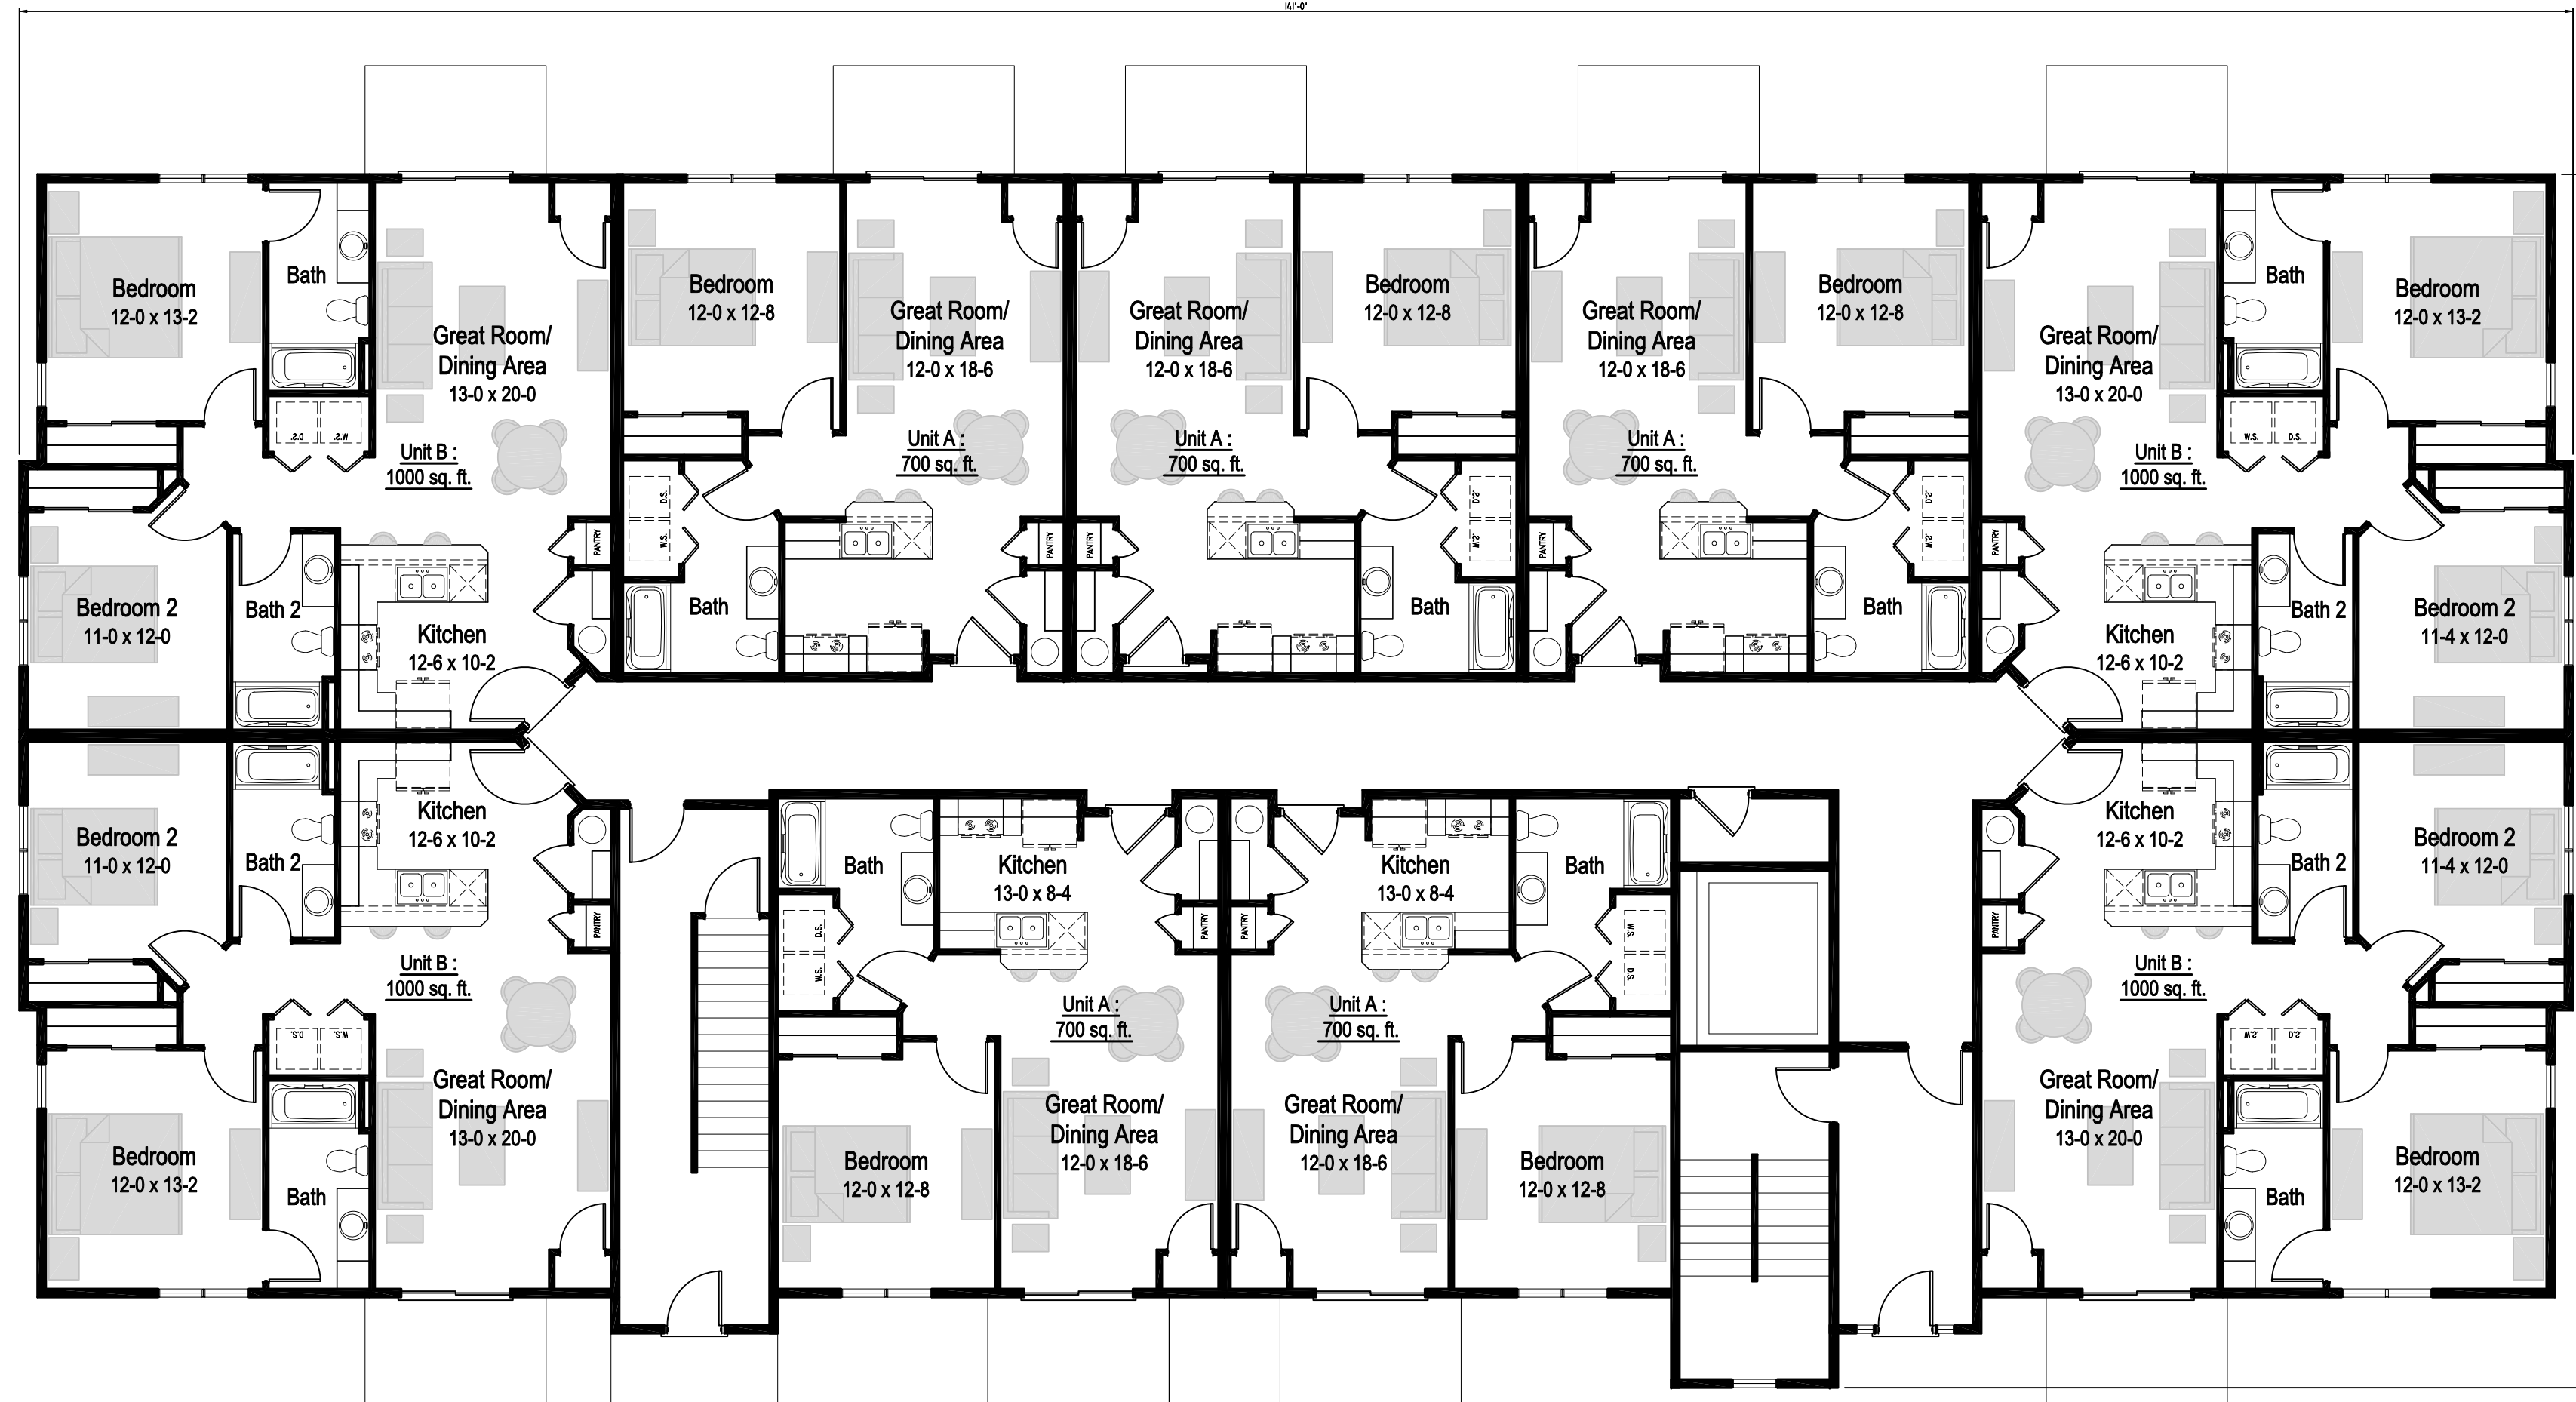 141'-0"
Bedroom
12-0 x 13-2
Bath
Great Room/
Dining Area
13-0 x 20-0
D.S.
W.S.
Unit B :
1000 sq. ft.
PANTRY
Bedroom 2
11-0 x 12-0
Bath 2
Kitchen
12-6 x 10-2
Bedroom
12-0 x 12-8
Great Room/
Dining Area
12-0 x 18-6
Unit A :
700 sq. ft.
D.S.
W.S.
Bath
PANTRY
Great Room/
Dining Area
12-0 x 18-6
Bedroom
12-0 x 12-8
Unit A :
700 sq. ft.
D.S.
W.S.
PANTRY
Bath
Great Room/
Dining Area
12-0 x 18-6
Bedroom
12-0 x 12-8
Unit A :
700 sq. ft.
D.S.
W.S.
PANTRY
Bath
Great Room/
Dining Area
13-0 x 20-0
Bath
Bedroom
12-0 x 13-2
W.S.
D.S.
Unit B :
1000 sq. ft.
PANTRY
Kitchen
12-6 x 10-2
Bath 2
Bedroom 2
11-4 x 12-0
Bedroom 2
11-0 x 12-0
Bath 2
Kitchen
12-6 x 10-2
PANTRY
Unit B :
1000 sq. ft.
D.S.
W.S.
Great Room/
Dining Area
13-0 x 20-0
Bedroom
12-0 x 13-2
Bath
Bath
Kitchen
13-0 x 8-4
D.S.
W.S.
PANTRY
Unit A :
700 sq. ft.
Great Room/
Dining Area
12-0 x 18-6
Bedroom
12-0 x 12-8
Kitchen
13-0 x 8-4
Bath
PANTRY
W.S.
D.S.
Unit A :
700 sq. ft.
Great Room/
Dining Area
12-0 x 18-6
Bedroom
12-0 x 12-8
Kitchen
12-6 x 10-2
Bath 2
Bedroom 2
11-4 x 12-0
PANTRY
Unit B :
1000 sq. ft.
W.S.
D.S.
Great Room/
Dining Area
13-0 x 20-0
Bath
Bedroom
12-0 x 13-2